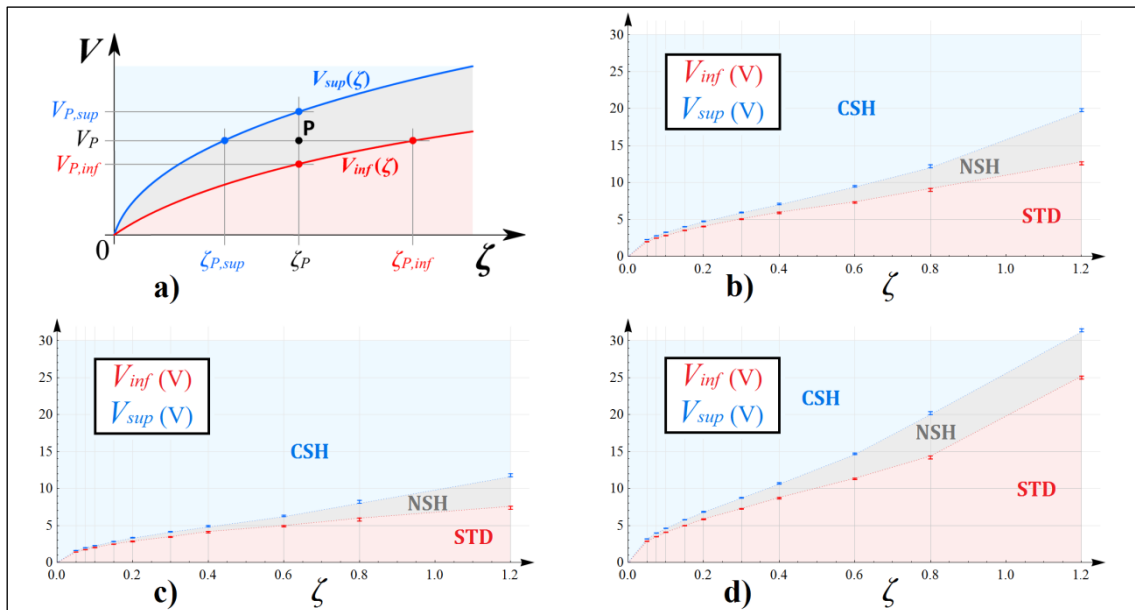 V
V_sup(ζ)
V_P,sup
P
V_P
V_P,inf
V_inf(ζ)
0
ζ_P,sup
ζ_P
ζ_P,inf
ζ
a)
30
25
20
15
10
5
0
V_inf (V)
V_sup (V)
CSH
NSH
STD
0.0 0.2 0.4 0.6 0.8 1.0 1.2
ζ
b)
30
25
20
15
10
5
0
V_inf (V)
V_sup (V)
CSH
NSH
STD
0.0 0.2 0.4 0.6 0.8 1.0 1.2
ζ
c)
30
25
20
15
10
5
0
V_inf (V)
V_sup (V)
CSH
NSH
STD
0.0 0.2 0.4 0.6 0.8 1.0 1.2
ζ
d)